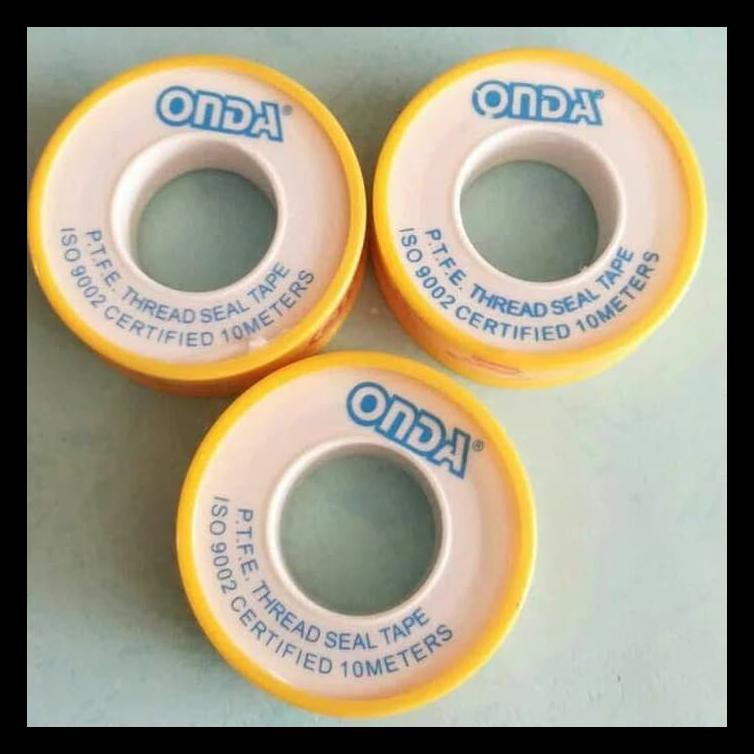 ONDA®
P.T.F.E. THREAD SEAL TAPE
ISO 9002 CERTIFIED 10METERS
ONDA®
P.T.F.E. THREAD SEAL TAPE
ISO 9002 CERTIFIED 10METERS
ONDA®
P.T.F.E. THREAD SEAL TAPE
ISO 9002 CERTIFIED 10METERS